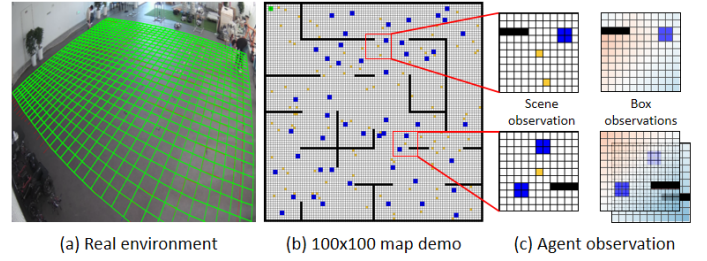 Scene
observation
Box
observations
(a) Real environment
(b) 100x100 map demo
(c) Agent observation